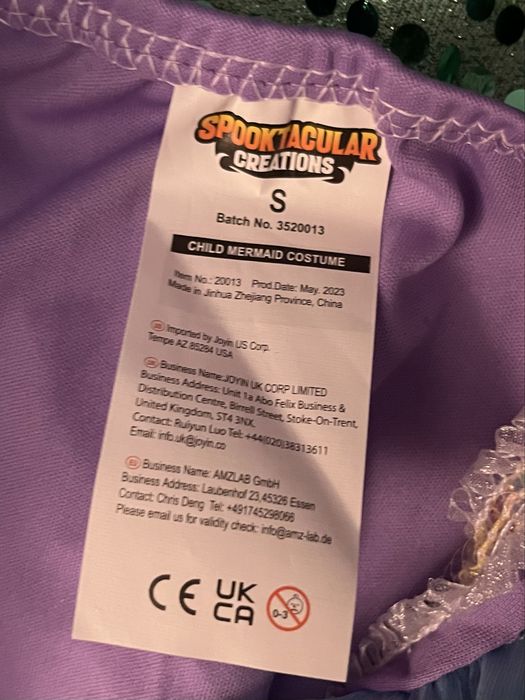 SPOOKTACULAR
CREATIONS
S
Batch No. 3520013
CHILD MERMAID COSTUME
Item No.: 20013 Prod.Date: May. 2023
Made in Jinhua Zhejiang Province, China
US Imported by Joyin US Corp.
Tempe AZ 85284 USA
GB Business Name:JOYIN UK CORP LIMITED
Business Address: Unit 1a Abo Felix Business &
Distribution Centre, Birrell Street, Stoke-On-Trent,
United Kingdom, ST4 3NX.
Contact: Ruiyun Luo Tel: +44(020)38313611
Email: info.uk@joyin.co
EU Business Name: AMZLAB GmbH
Business Address: Laubenhof 23,45326 Essen
Contact: Chris Deng Tel: +491745298066
Please email us for validity check: info@amz-lab.de
CE UK
CA 0-3